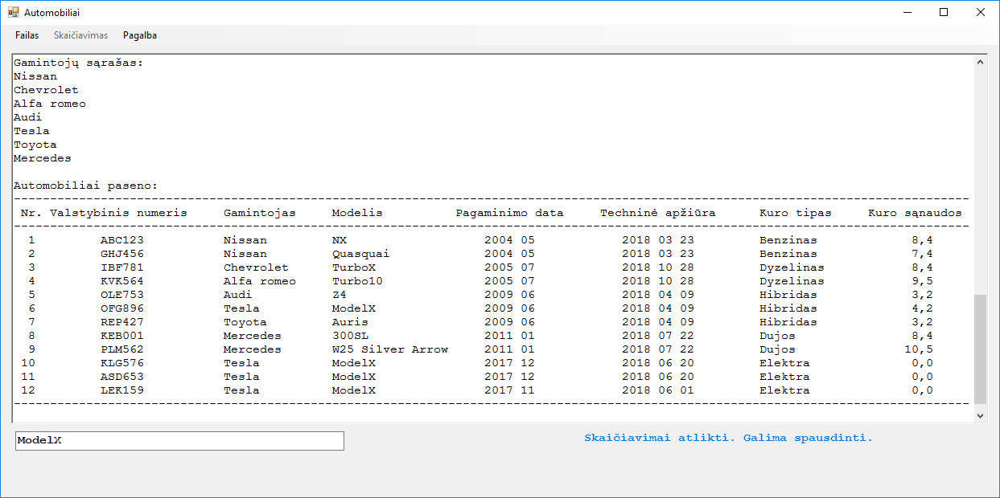 Automobiliai
Failas Skaičiavimas Pagalba
Gamintojų sąrašas:
Nissan
Chevrolet
Alfa romeo
Audi
Tesla
Toyota
Mercedes
Automobiliai paseno:
Nr. Valstybinis numeris Gamintojas Modelis Pagaminimo data Techninė apžiūra Kuro tipas Kuro sąnaudos
1 ABC123 Nissan NX 2004 05 2018 03 23 Benzinas 8,4
2 GHJ456 Nissan Quasquai 2004 05 2018 03 23 Benzinas 7,4
3 IBF781 Chevrolet TurboX 2005 07 2018 10 28 Dyzelinas 8,4
4 KVK564 Alfa romeo Turbo10 2005 07 2018 10 28 Dyzelinas 9,5
5 OLE753 Audi Z4 2009 06 2018 04 09 Hibridas 3,2
6 OFG896 Tesla ModelX 2009 06 2018 04 09 Hibridas 4,2
7 REP427 Toyota Auris 2009 06 2018 04 09 Hibridas 3,2
8 KEB001 Mercedes 300SL 2011 01 2018 07 22 Dujos 8,4
9 PLM562 Mercedes W25 Silver Arrow 2011 01 2018 07 22 Dujos 10,5
10 KLG576 Tesla ModelX 2017 12 2018 06 20 Elektra 0,0
11 ASD653 Tesla ModelX 2017 12 2018 06 20 Elektra 0,0
12 LEK159 Tesla ModelX 2017 11 2018 06 01 Elektra 0,0
ModelX
Skaičiavimai atlikti. Galima spausdinti.